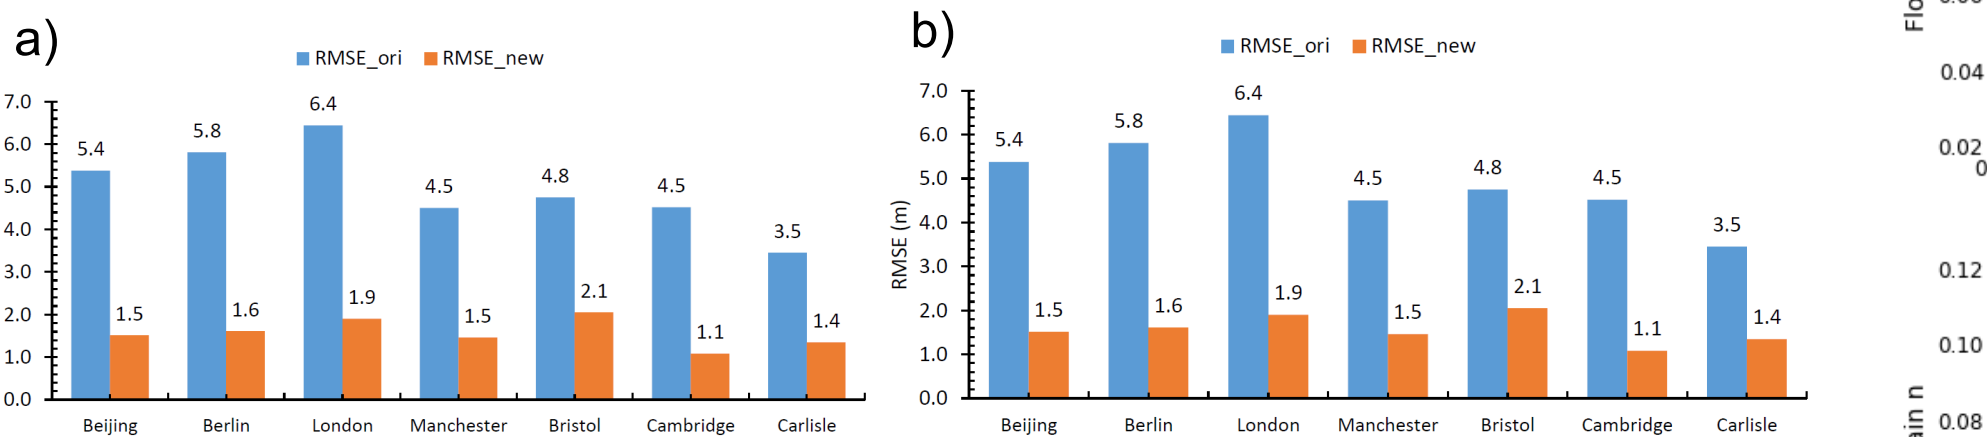 a)
RMSE_ori RMSE_new
7.0
6.0
5.0
4.0
3.0
2.0
1.0
0.0
5.4 5.8 6.4 4.5 4.8 4.5 3.5
1.5 1.6 1.9 1.5 2.1 1.1 1.4
Beijing Berlin London Manchester Bristol Cambridge Carlisle
b)
RMSE_ori RMSE_new
RMSE (m)
7.0
6.0
5.0
4.0
3.0
2.0
1.0
0.0
5.4 5.8 6.4 4.5 4.8 4.5 3.5
1.5 1.6 1.9 1.5 2.1 1.1 1.4
Beijing Berlin London Manchester Bristol Cambridge Carlisle
Flo
0.04
0.02
0
0.12
0.10
0.08
ain n